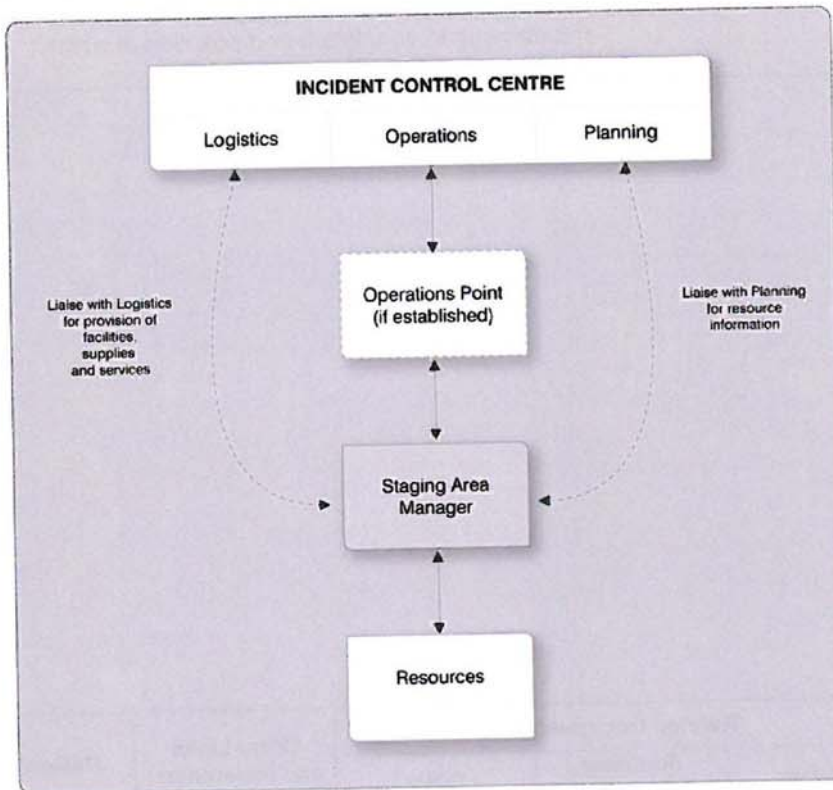 INCIDENT CONTROL CENTRE
Logistics
Operations
Planning
Operations Point
(if established)
Liaise with Logistics
for provision of
facilities,
supplies
and services
Liaise with Planning
for resource
information
Staging Area
Manager
Resources